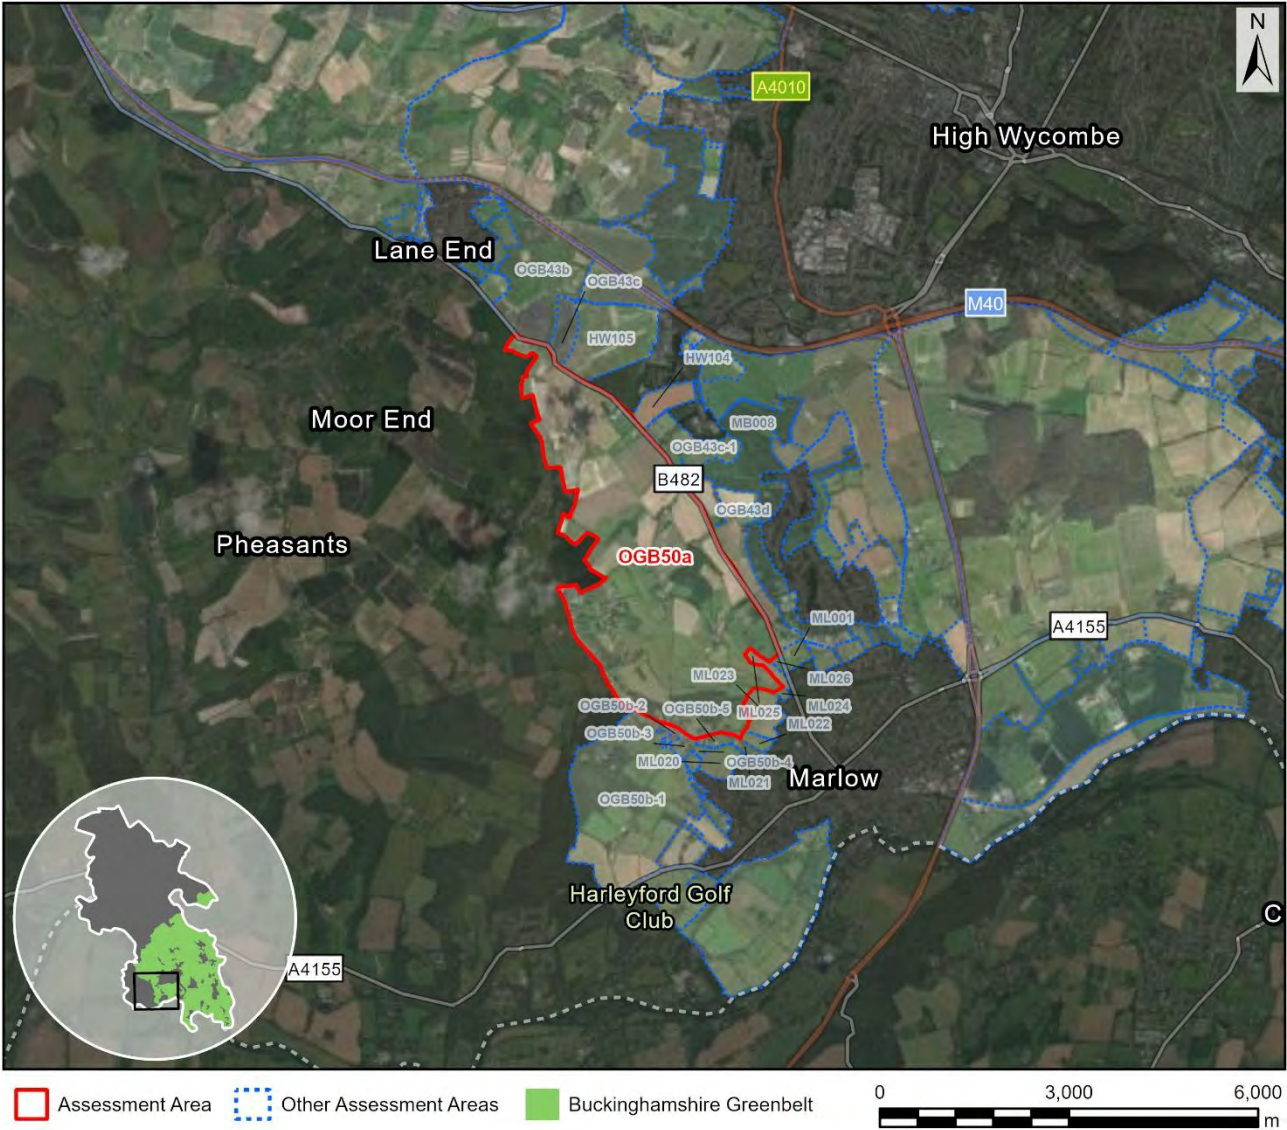 N
A4010
High Wycombe
Lane End
OGB43b
OGB43c
M40
HW105
HW104
Moor End
MB008
OGB43c-1
B482
OGB43d
Pheasants
OGB50a
ML001
A4155
ML023
ML026
OGB50b-2
OGB50b-5
ML025
ML024
ML022
OGB50b-3
ML020
OGB50b-4
ML021
Marlow
OGB50b-1
Harleyford Golf
Club
C
A4155
Assessment Area
Other Assessment Areas
Buckinghamshire Greenbelt
0 3,000 6,000
m